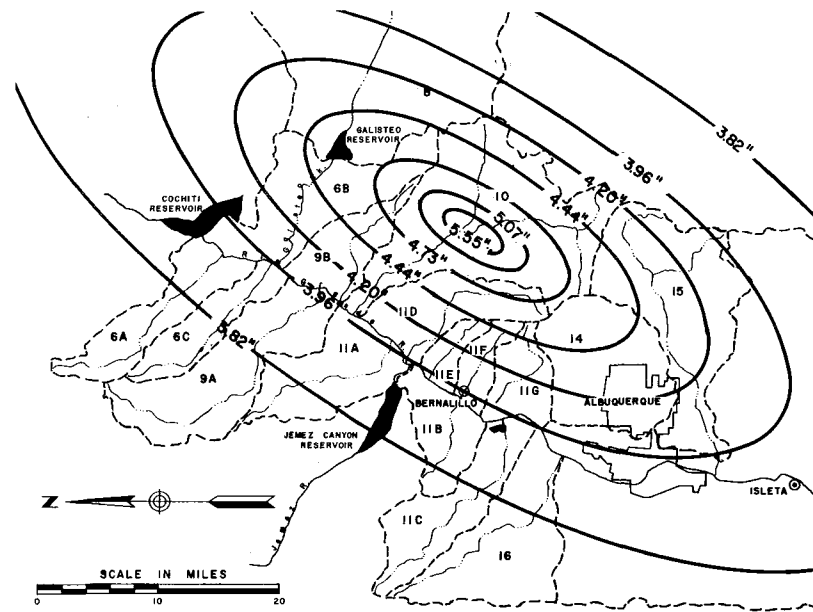 3.82"
3.96"
4.20"
4.44"
8
GALISTEO
RESERVOIR
6B
10
COCHITI
RESERVOIR
5.07"
5.55"
4.73"
4.44"
9B
4.20"
3.96"
3.82"
11D
15
6A
6C
11A
11F
14
9A
11E
11G
BERNALILLO
ALBUQUERQUE
JEMEZ CANYON
RESERVOIR
11B
ISLETA
N
Jemez R.
11C
16
SCALE IN MILES
0
10
20